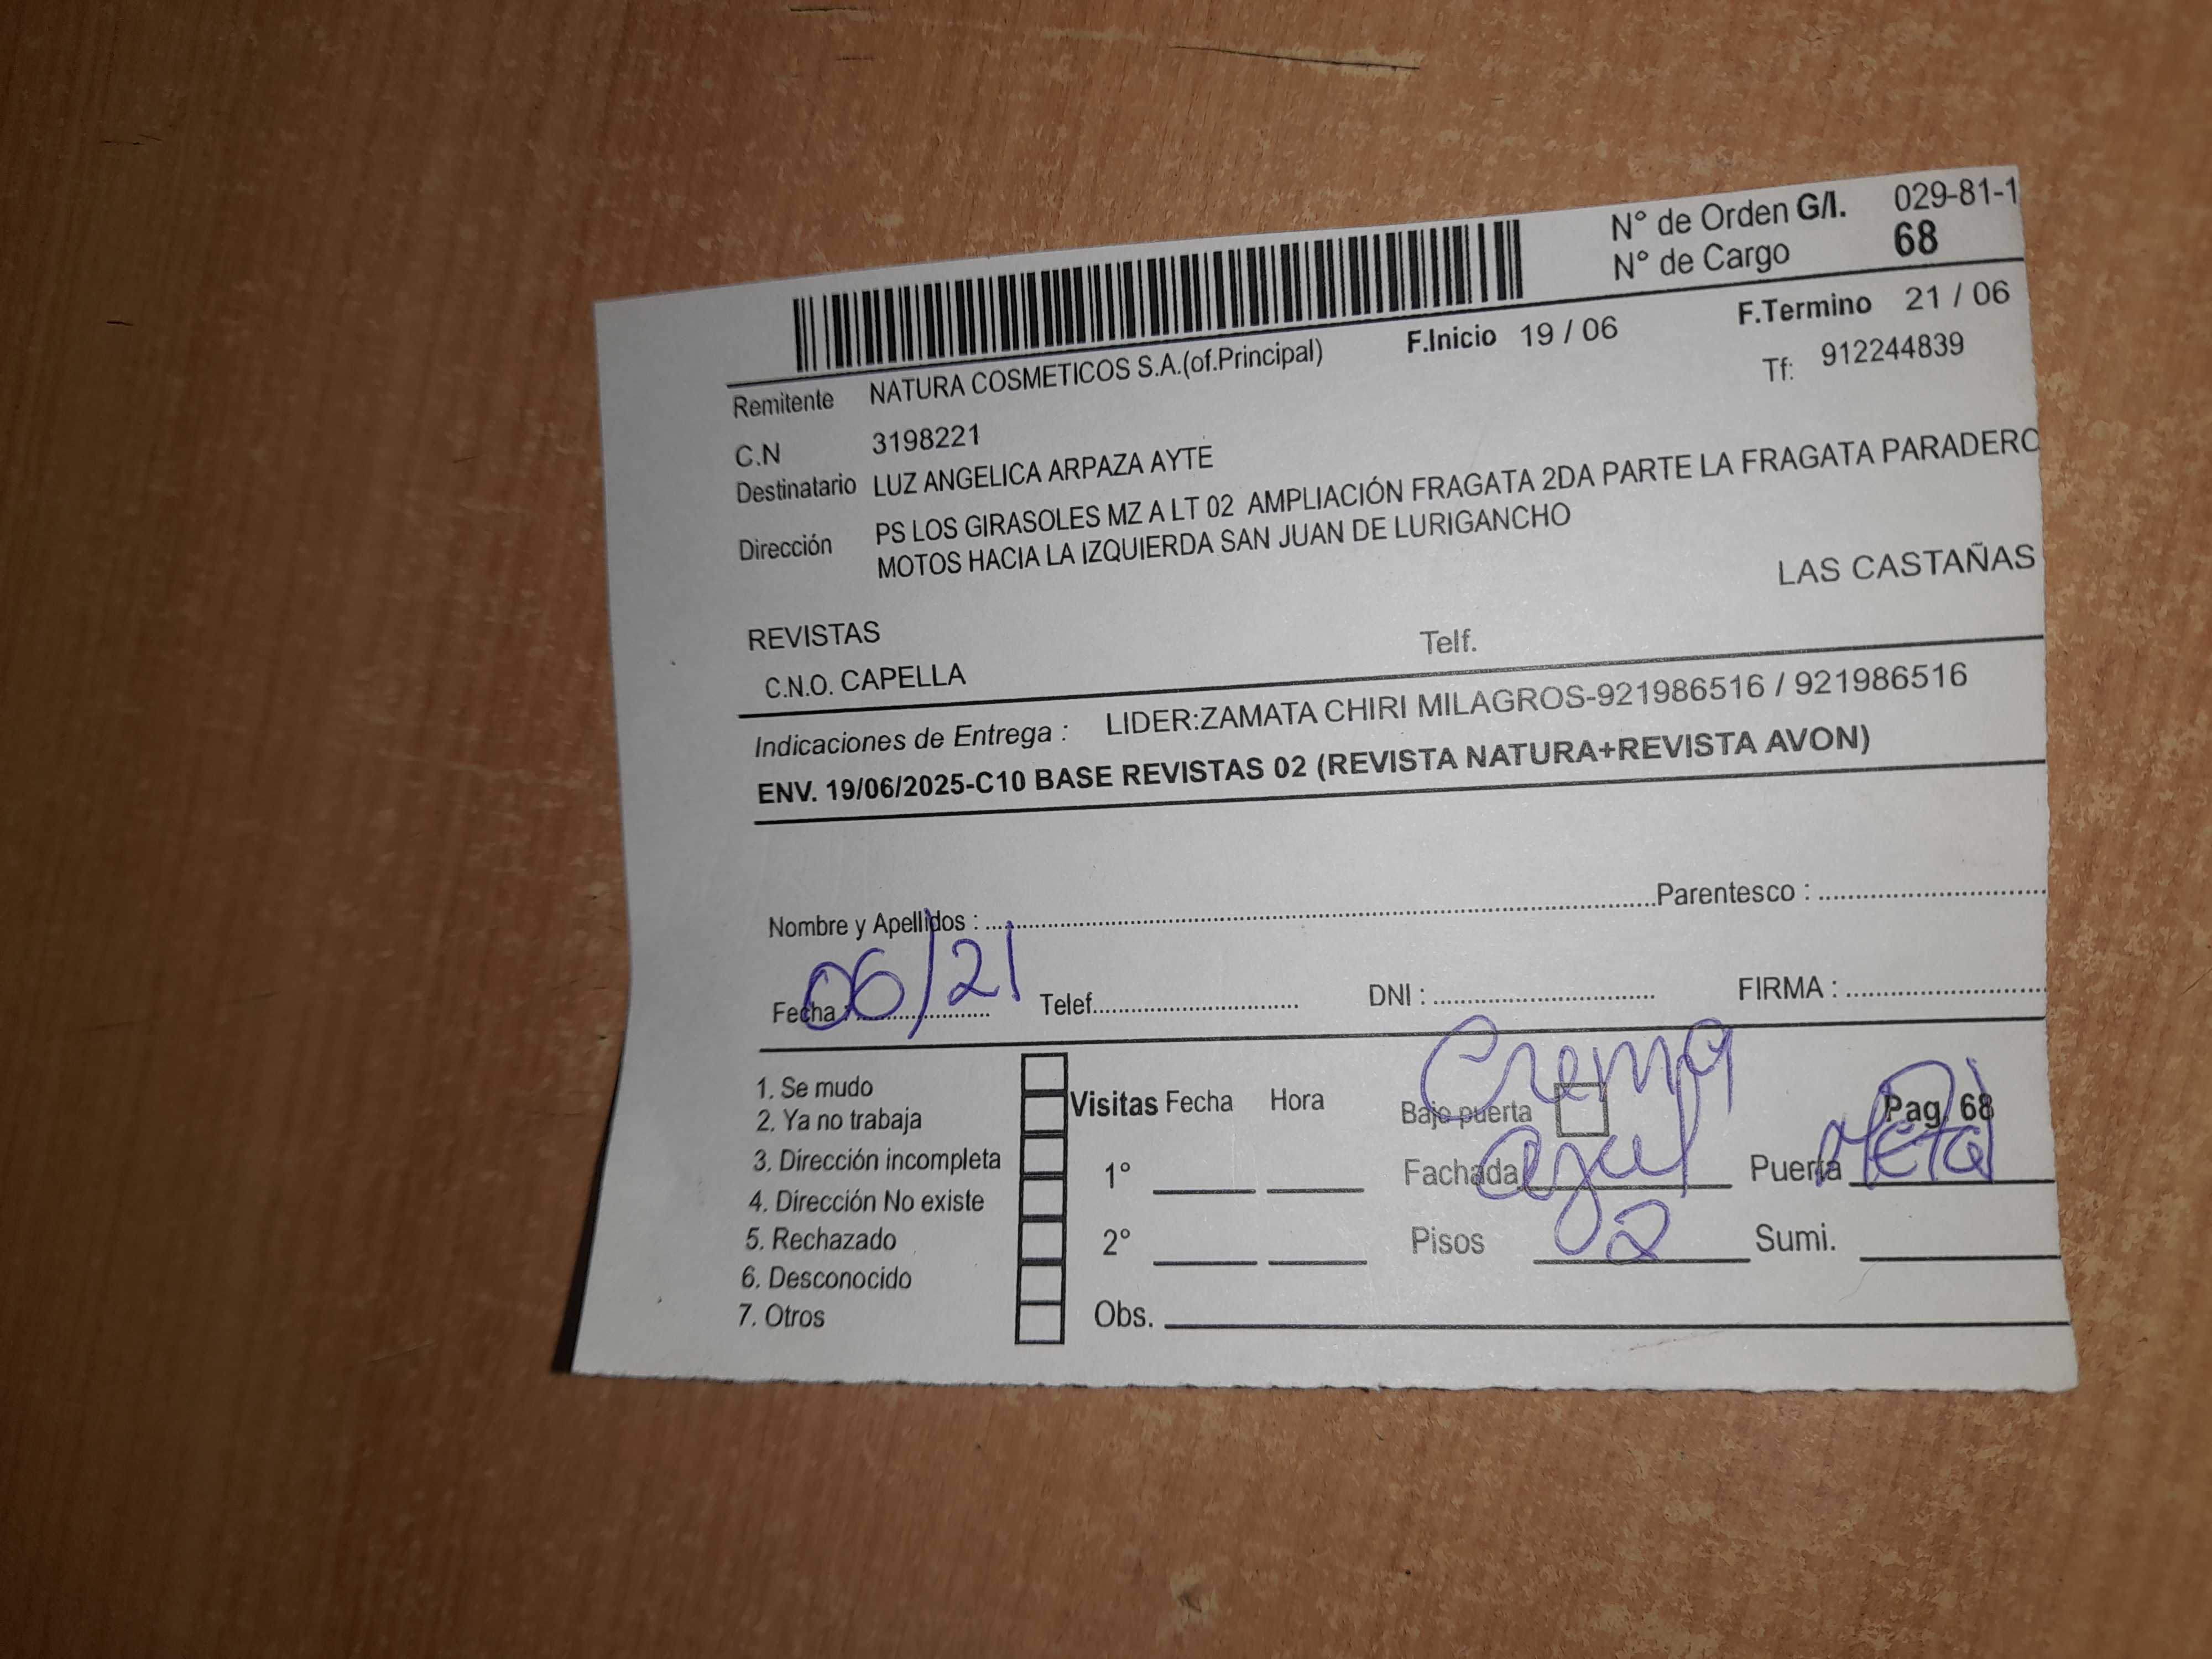 N° de Orden G/I. 029-81-1
N° de Cargo 68
F.Inicio 19 / 06 F.Termino 21 / 06
Remitente NATURA COSMETICOS S.A.(of.Principal) Tf: 912244839
C.N 3198221
Destinatario LUZ ANGELICA ARPAZA AYTE
Dirección PS LOS GIRASOLES MZ A LT 02 AMPLIACIÓN FRAGATA 2DA PARTE LA FRAGATA PARADERO
MOTOS HACIA LA IZQUIERDA SAN JUAN DE LURIGANCHO
LAS CASTAÑAS
REVISTAS
C.N.O. CAPELLA Telf.
Indicaciones de Entrega : LIDER:ZAMATA CHIRI MILAGROS-921986516 / 921986516
ENV. 19/06/2025-C10 BASE REVISTAS 02 (REVISTA NATURA+REVISTA AVON)
Nombre y Apellidos : Parentesco :
Fecha : 06/21 Telef. DNI : FIRMA :
1. Se mudo
2. Ya no trabaja
3. Dirección incompleta
4. Dirección No existe
5. Rechazado
6. Desconocido
7. Otros
Visitas Fecha Hora
1°
2°
Obs.
Crema
Bajo puerta Pag. 68
Fachada azul Puerta Metal
Pisos 2 Sumi.